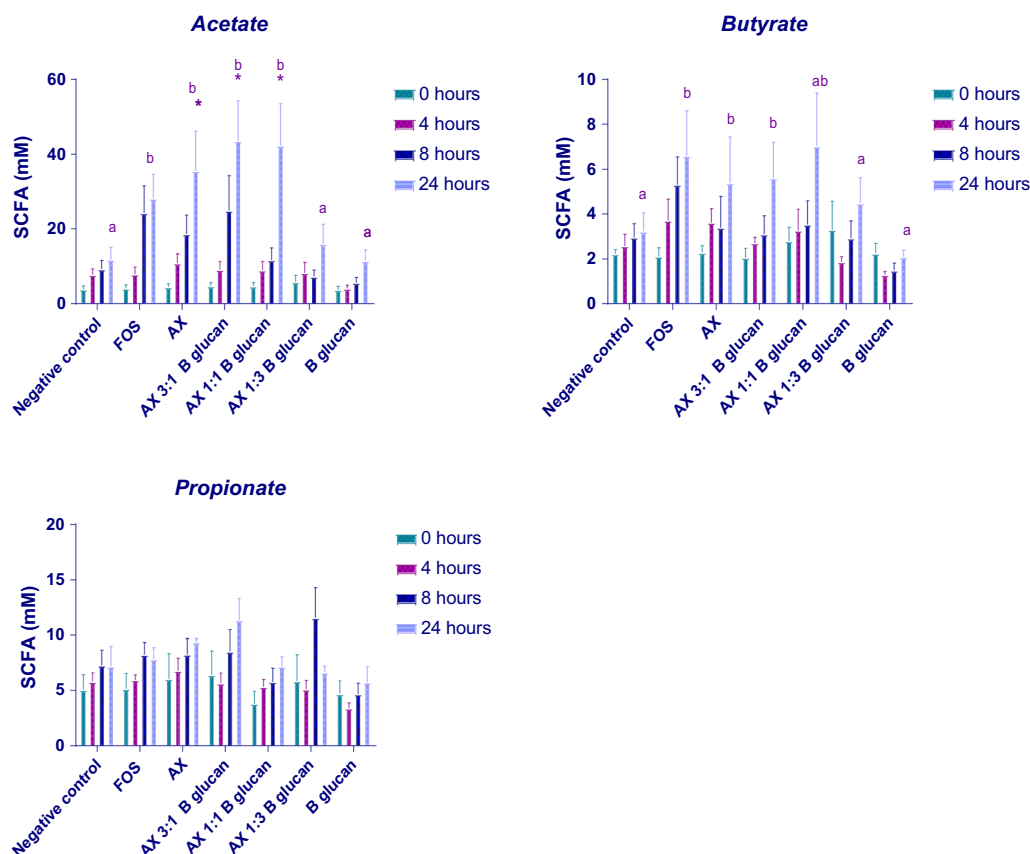 Acetate
60
40
20
0
SCFA (mM)
a
b
b
*
b
*
b
*
a
a
0 hours
4 hours
8 hours
24 hours
Negative control
FOS
AX
AX 3:1 B glucan
AX 1:1 B glucan
AX 1:3 B glucan
B glucan
Butyrate
10
8
6
4
2
0
SCFA (mM)
a
b
b
b
ab
a
a
0 hours
4 hours
8 hours
24 hours
Negative control
FOS
AX
AX 3:1 B glucan
AX 1:1 B glucan
AX 1:3 B glucan
B glucan
Propionate
20
15
10
5
0
SCFA (mM)
0 hours
4 hours
8 hours
24 hours
Negative control
FOS
AX
AX 3:1 B glucan
AX 1:1 B glucan
AX 1:3 B glucan
B glucan